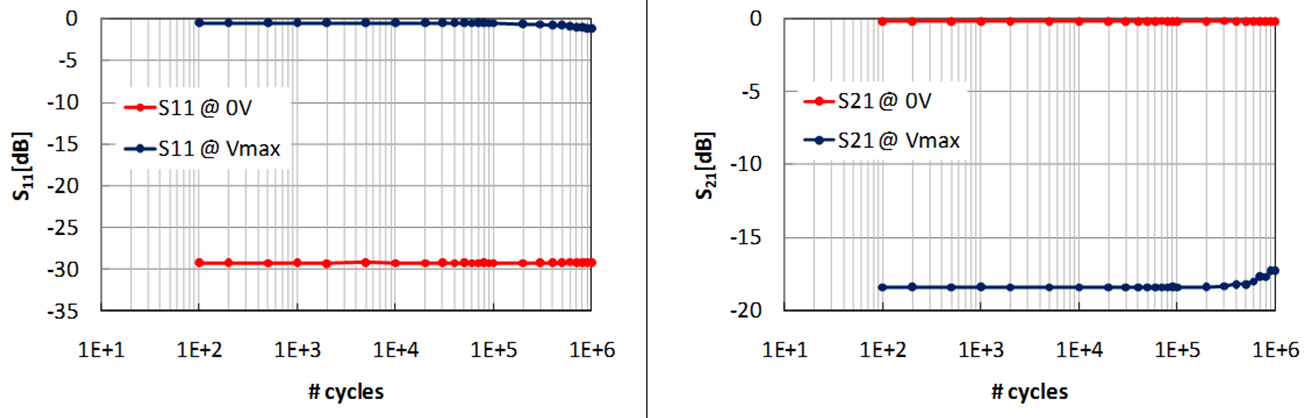 0
-5
-10
-15
-20
-25
-30
-35
S11[dB]
S11 @ 0V
S11 @ Vmax
1E+1 1E+2 1E+3 1E+4 1E+5 1E+6
# cycles
0
-5
-10
-15
-20
S21[dB]
S21 @ 0V
S21 @ Vmax
1E+1 1E+2 1E+3 1E+4 1E+5 1E+6
# cycles